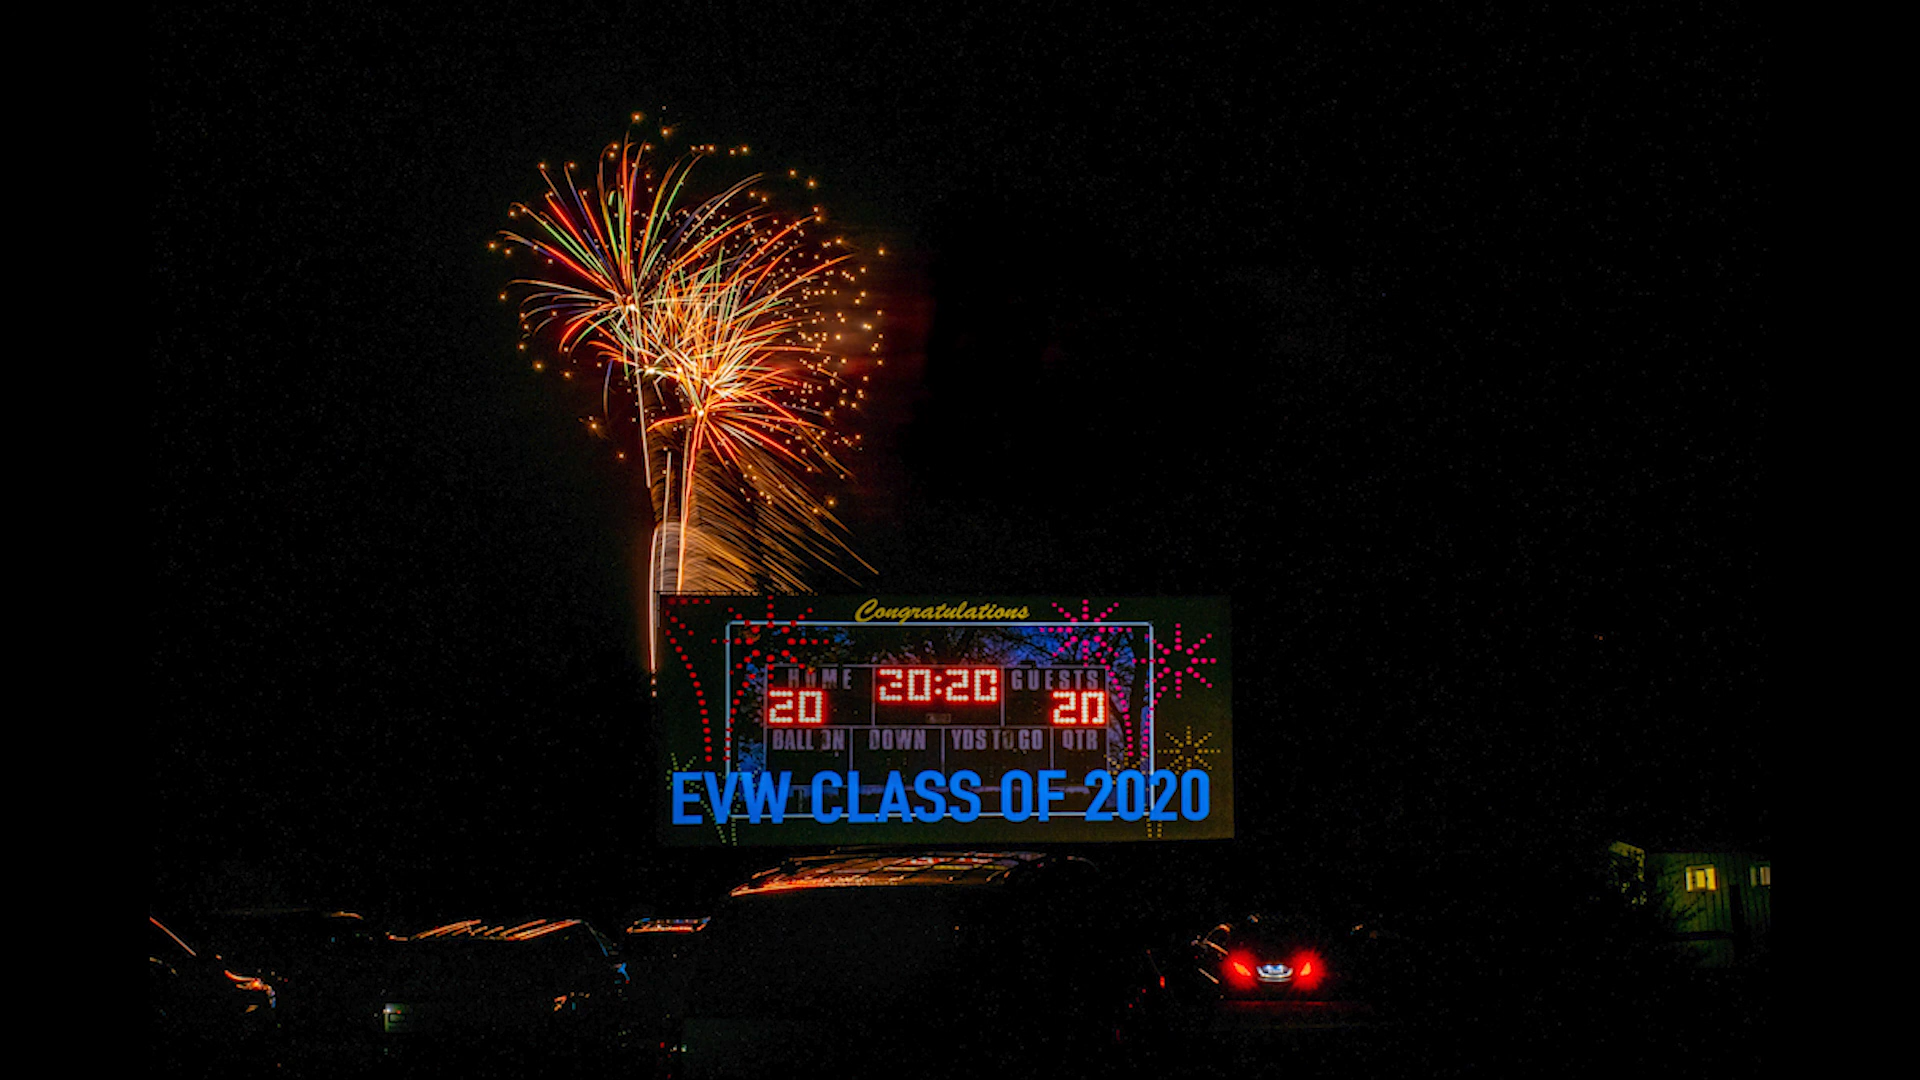 Congratulations
HOME 20:20 GUESTS
20 20
BALL ON DOWN YDS TO GO QTR
EVW CLASS OF 2020